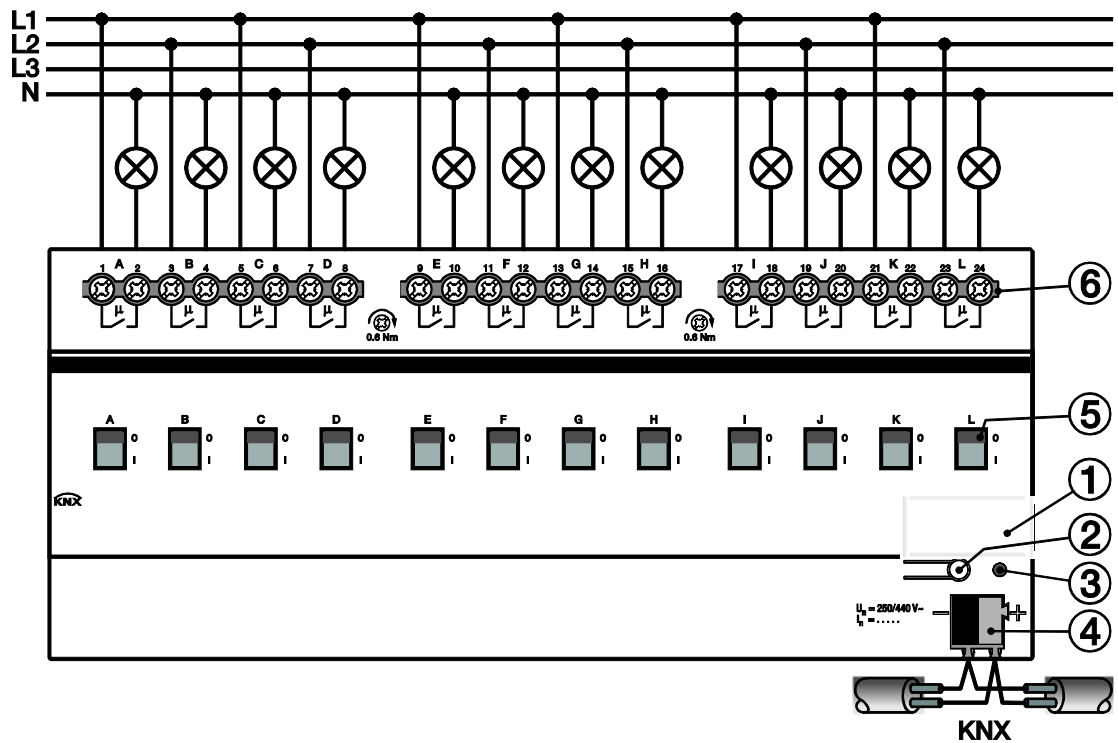 L1
L2
L3
N
1 A 2 3 B 4 5 C 6 7 D 8 9 E 10 11 F 12 13 G 14 15 H 16 17 I 18 19 J 20 21 K 22 23 L 24
µ µ µ µ µ µ µ µ µ µ µ µ
0.6 Nm 0.6 Nm
6
A B C D E F G H I J K L
O O O O O O O O O O O O
I I I I I I I I I I I I
5
KNX
1
2
3
Un = 250/440 V~
In = . . . . .
− +
4
KNX